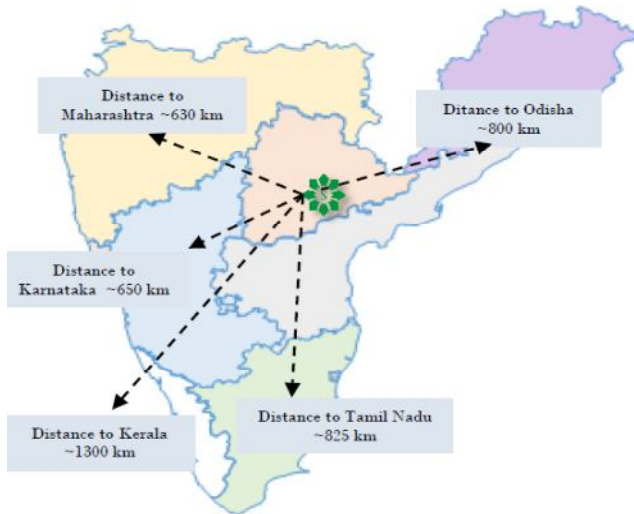 Distance to
Maharashtra ~630 km
Ditance to Odisha
~800 km
Distance to
Karnataka ~650 km
Distance to Kerala
~1300 km
Distance to Tamil Nadu
~825 km